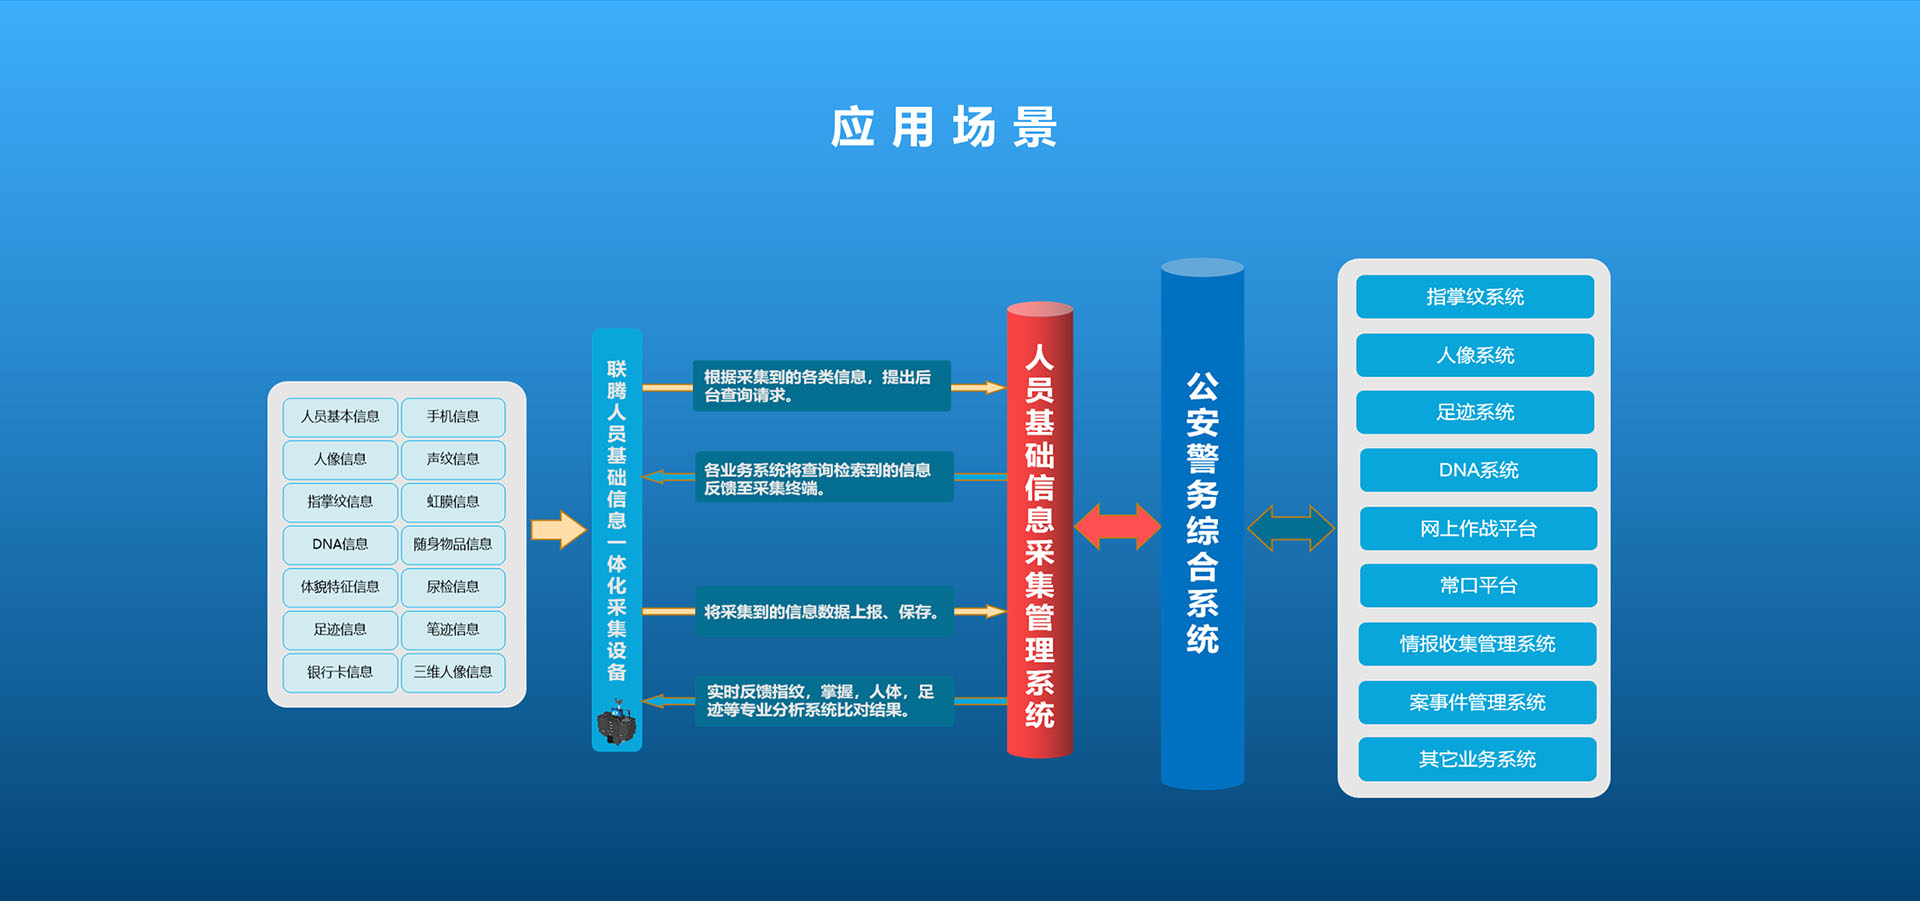 应用场景
人员基本信息
手机信息
人像信息
声纹信息
指掌纹信息
虹膜信息
DNA信息
随身物品信息
体貌特征信息
尿检信息
足迹信息
笔迹信息
银行卡信息
三维人像信息
联腾人员基础信息一体化采集设备
根据采集到的各类信息，提出后
台查询请求。
各业务系统将查询检索到的信息
反馈至采集终端。
将采集到的信息数据上报、保存。
实时反馈指纹，掌握，人体，足
迹等专业分析系统比对结果。
人员基础信息采集管理系统
公安警务综合系统
指掌纹系统
人像系统
足迹系统
DNA系统
网上作战平台
常口平台
情报收集管理系统
案事件管理系统
其它业务系统